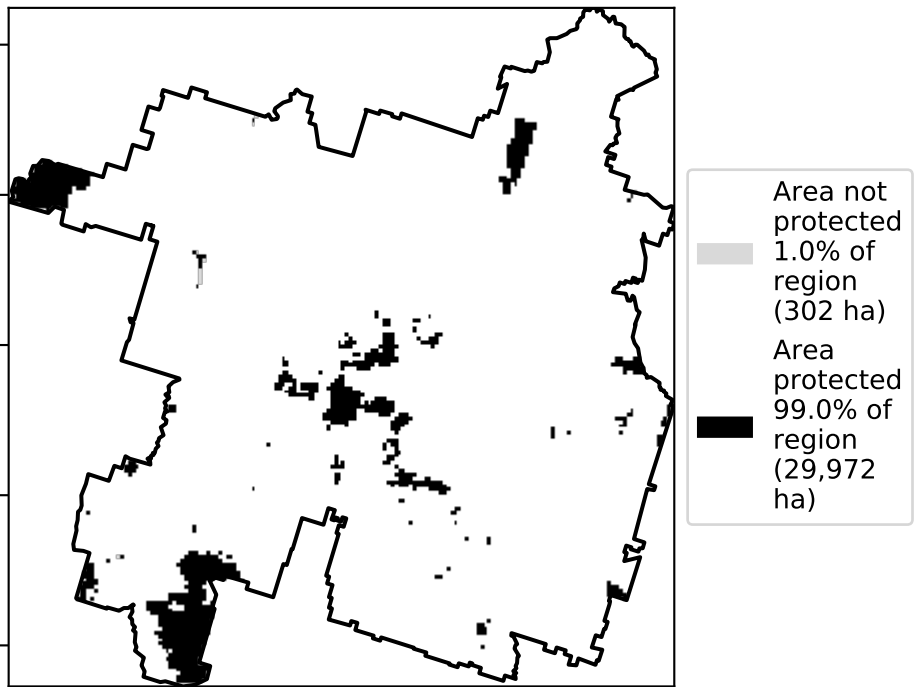 Area not
protected
1.0% of
region
(302 ha)
Area
protected
99.0% of
region
(29,972
ha)